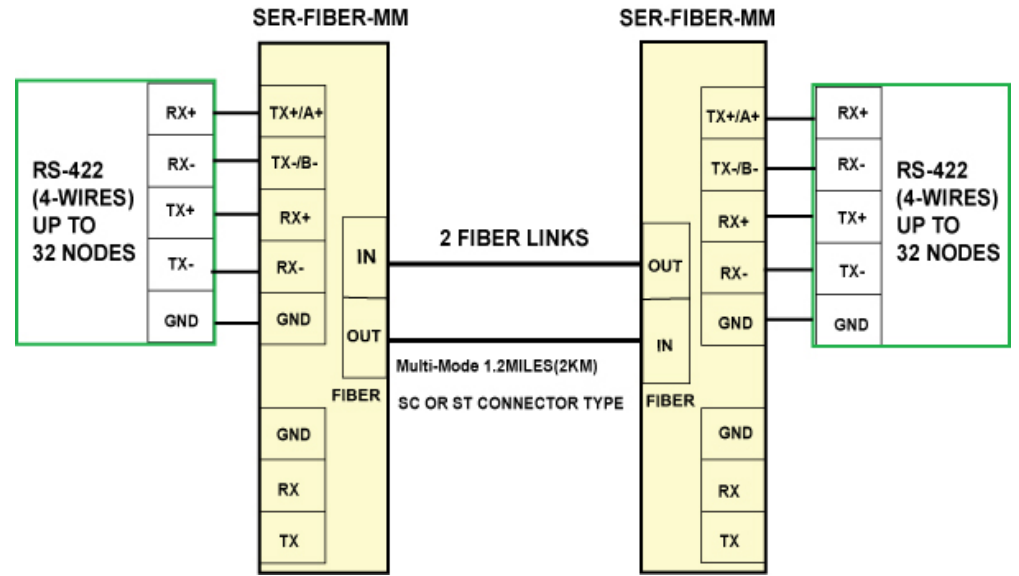 SER-FIBER-MM
SER-FIBER-MM
RS-422
(4-WIRES)
UP TO
32 NODES
RX+
RX-
TX+
TX-
GND
TX+/A+
TX-/B-
RX+
RX-
GND
GND
RX
TX
IN
OUT
FIBER
2 FIBER LINKS
Multi-Mode 1.2MILES(2KM)
SC OR ST CONNECTOR TYPE
OUT
IN
FIBER
TX+/A+
TX-/B-
RX+
RX-
GND
GND
RX
TX
RX+
RX-
TX+
TX-
GND
RS-422
(4-WIRES)
UP TO
32 NODES